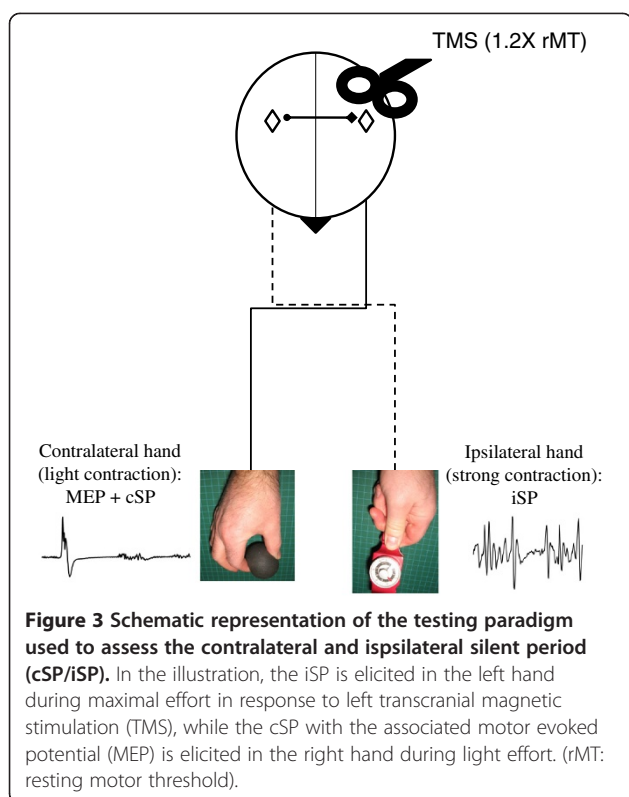 TMS (1.2X rMT)
Contralateral hand
(light contraction):
MEP + cSP
Ipsilateral hand
(strong contraction):
iSP
Figure 3 Schematic representation of the testing paradigm
used to assess the contralateral and ispsilateral silent period
(cSP/iSP). In the illustration, the iSP is elicited in the left hand
during maximal effort in response to left transcranial magnetic
stimulation (TMS), while the cSP with the associated motor evoked
potential (MEP) is elicited in the right hand during light effort. (rMT:
resting motor threshold).